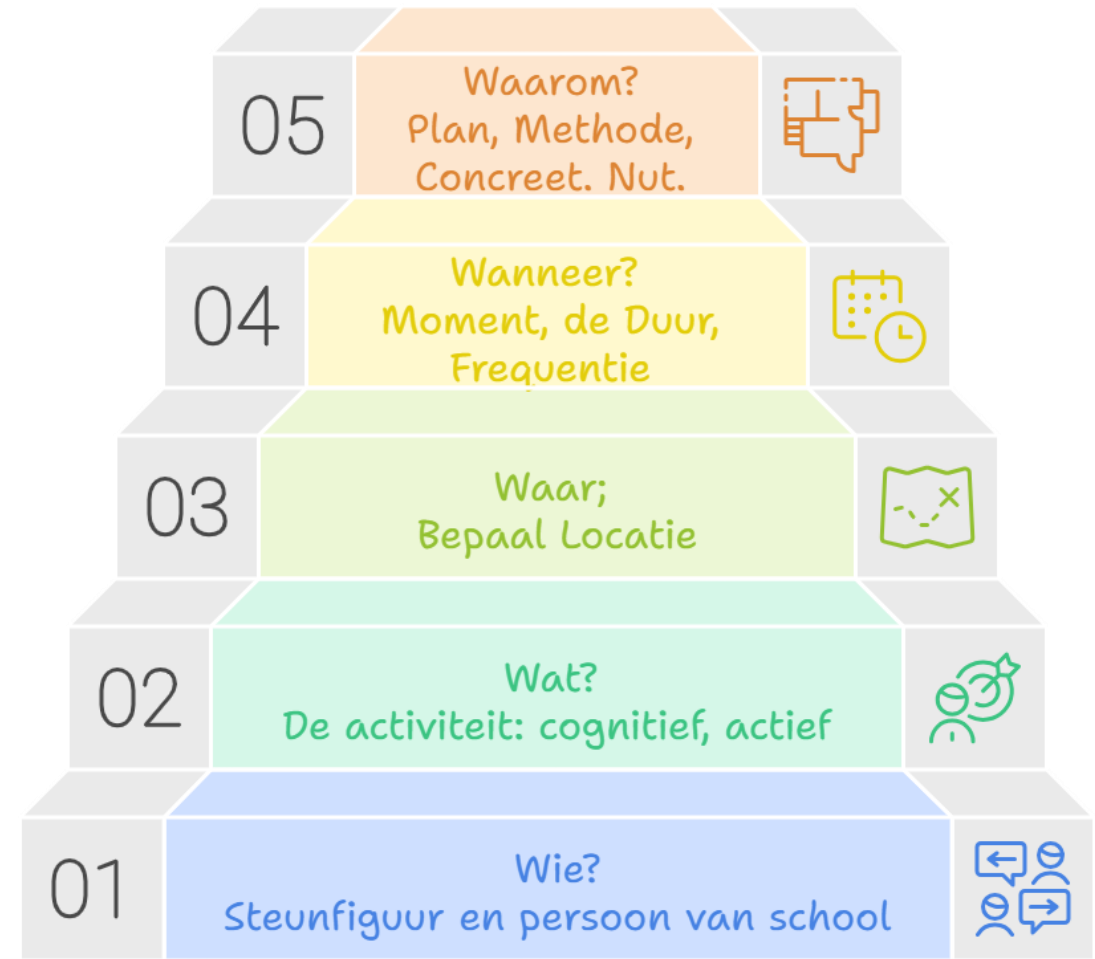 05
Waarom?
Plan, Methode,
Concreet. Nut.
04
Wanneer?
Moment, de Duur,
Frequentie
03
Waar;
Bepaal Locatie
02
Wat?
De activiteit: cognitief, actief
01
Wie?
Steunfiguur en persoon van school